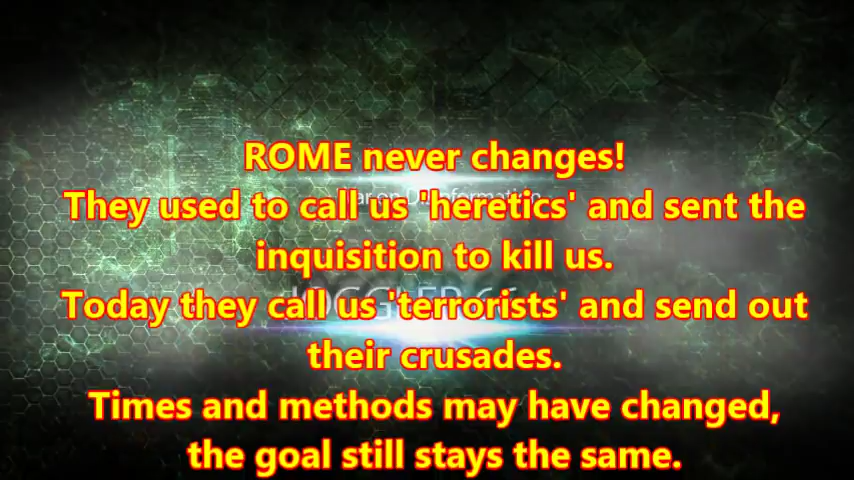 ROME never changes!
They used to call us 'heretics' and sent the
inquisition to kill us.
Today they call us 'terrorists' and send out
their crusades.
Times and methods may have changed,
the goal still stays the same.